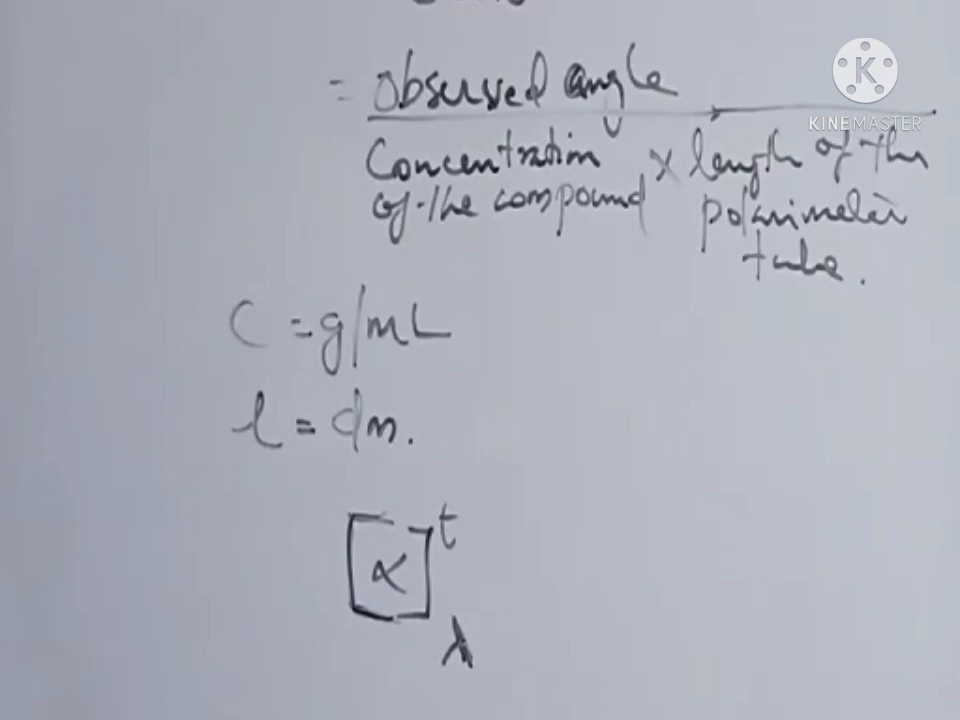 = Observed angle
K
KINEMASTER
Concentration × length of the
of the compound polarimeter
tube.
C = g/mL
l = dm.
[α]
t
λ